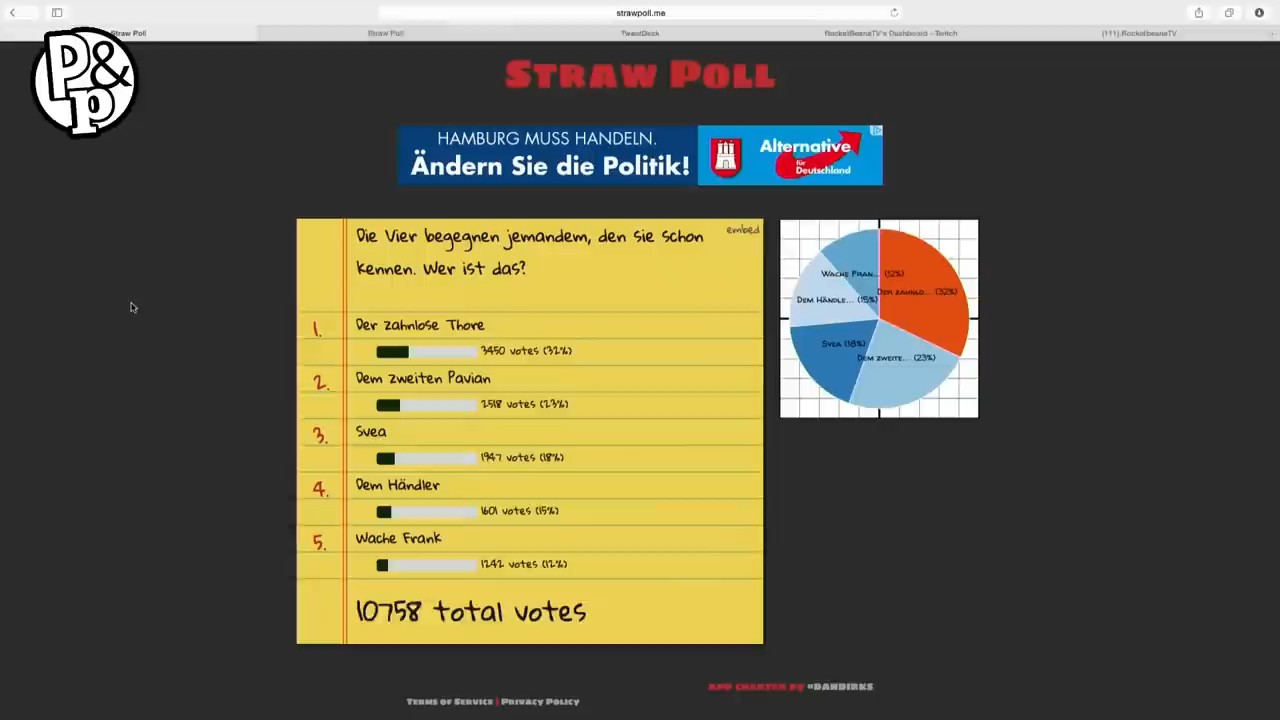 strawpoll.me
Straw Poll
Straw Poll
TweetDeck
RocketBeansTV's Dashboard - Twitch
(111) RocketbeansTV
P&P
Straw Poll
HAMBURG MUSS HANDELN.
Ändern Sie die Politik!
Alternative
für
Deutschland
embed
Die Vier begegnen jemandem, den sie schon
kennen. Wer ist das?
1. Der zahnlose Thore
3450 votes (32%)
2. Dem zweiten Pavian
2518 votes (23%)
3. Svea
1947 votes (18%)
4. Dem Händler
1601 votes (15%)
5. Wache Frank
1242 votes (12%)
10758 total votes
Wache Fran... (12%)
Der zahnlo... (32%)
Dem Händle... (15%)
Svea (18%)
Dem zweite... (23%)
App crafted by @DANDIRKS
Terms of Service | Privacy Policy